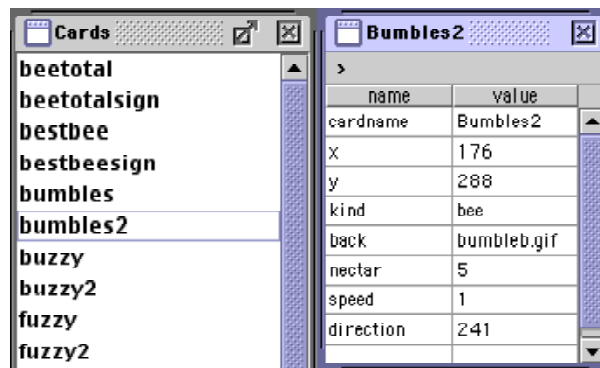 Cards
beetotal
beetotalsign
bestbee
bestbeesign
bumbles
bumbles2
buzzy
buzzy2
fuzzy
fuzzy2
Bumbles2
>
name value
cardname Bumbles2
x 176
y 288
kind bee
back bumbleb.gif
nectar 5
speed 1
direction 241